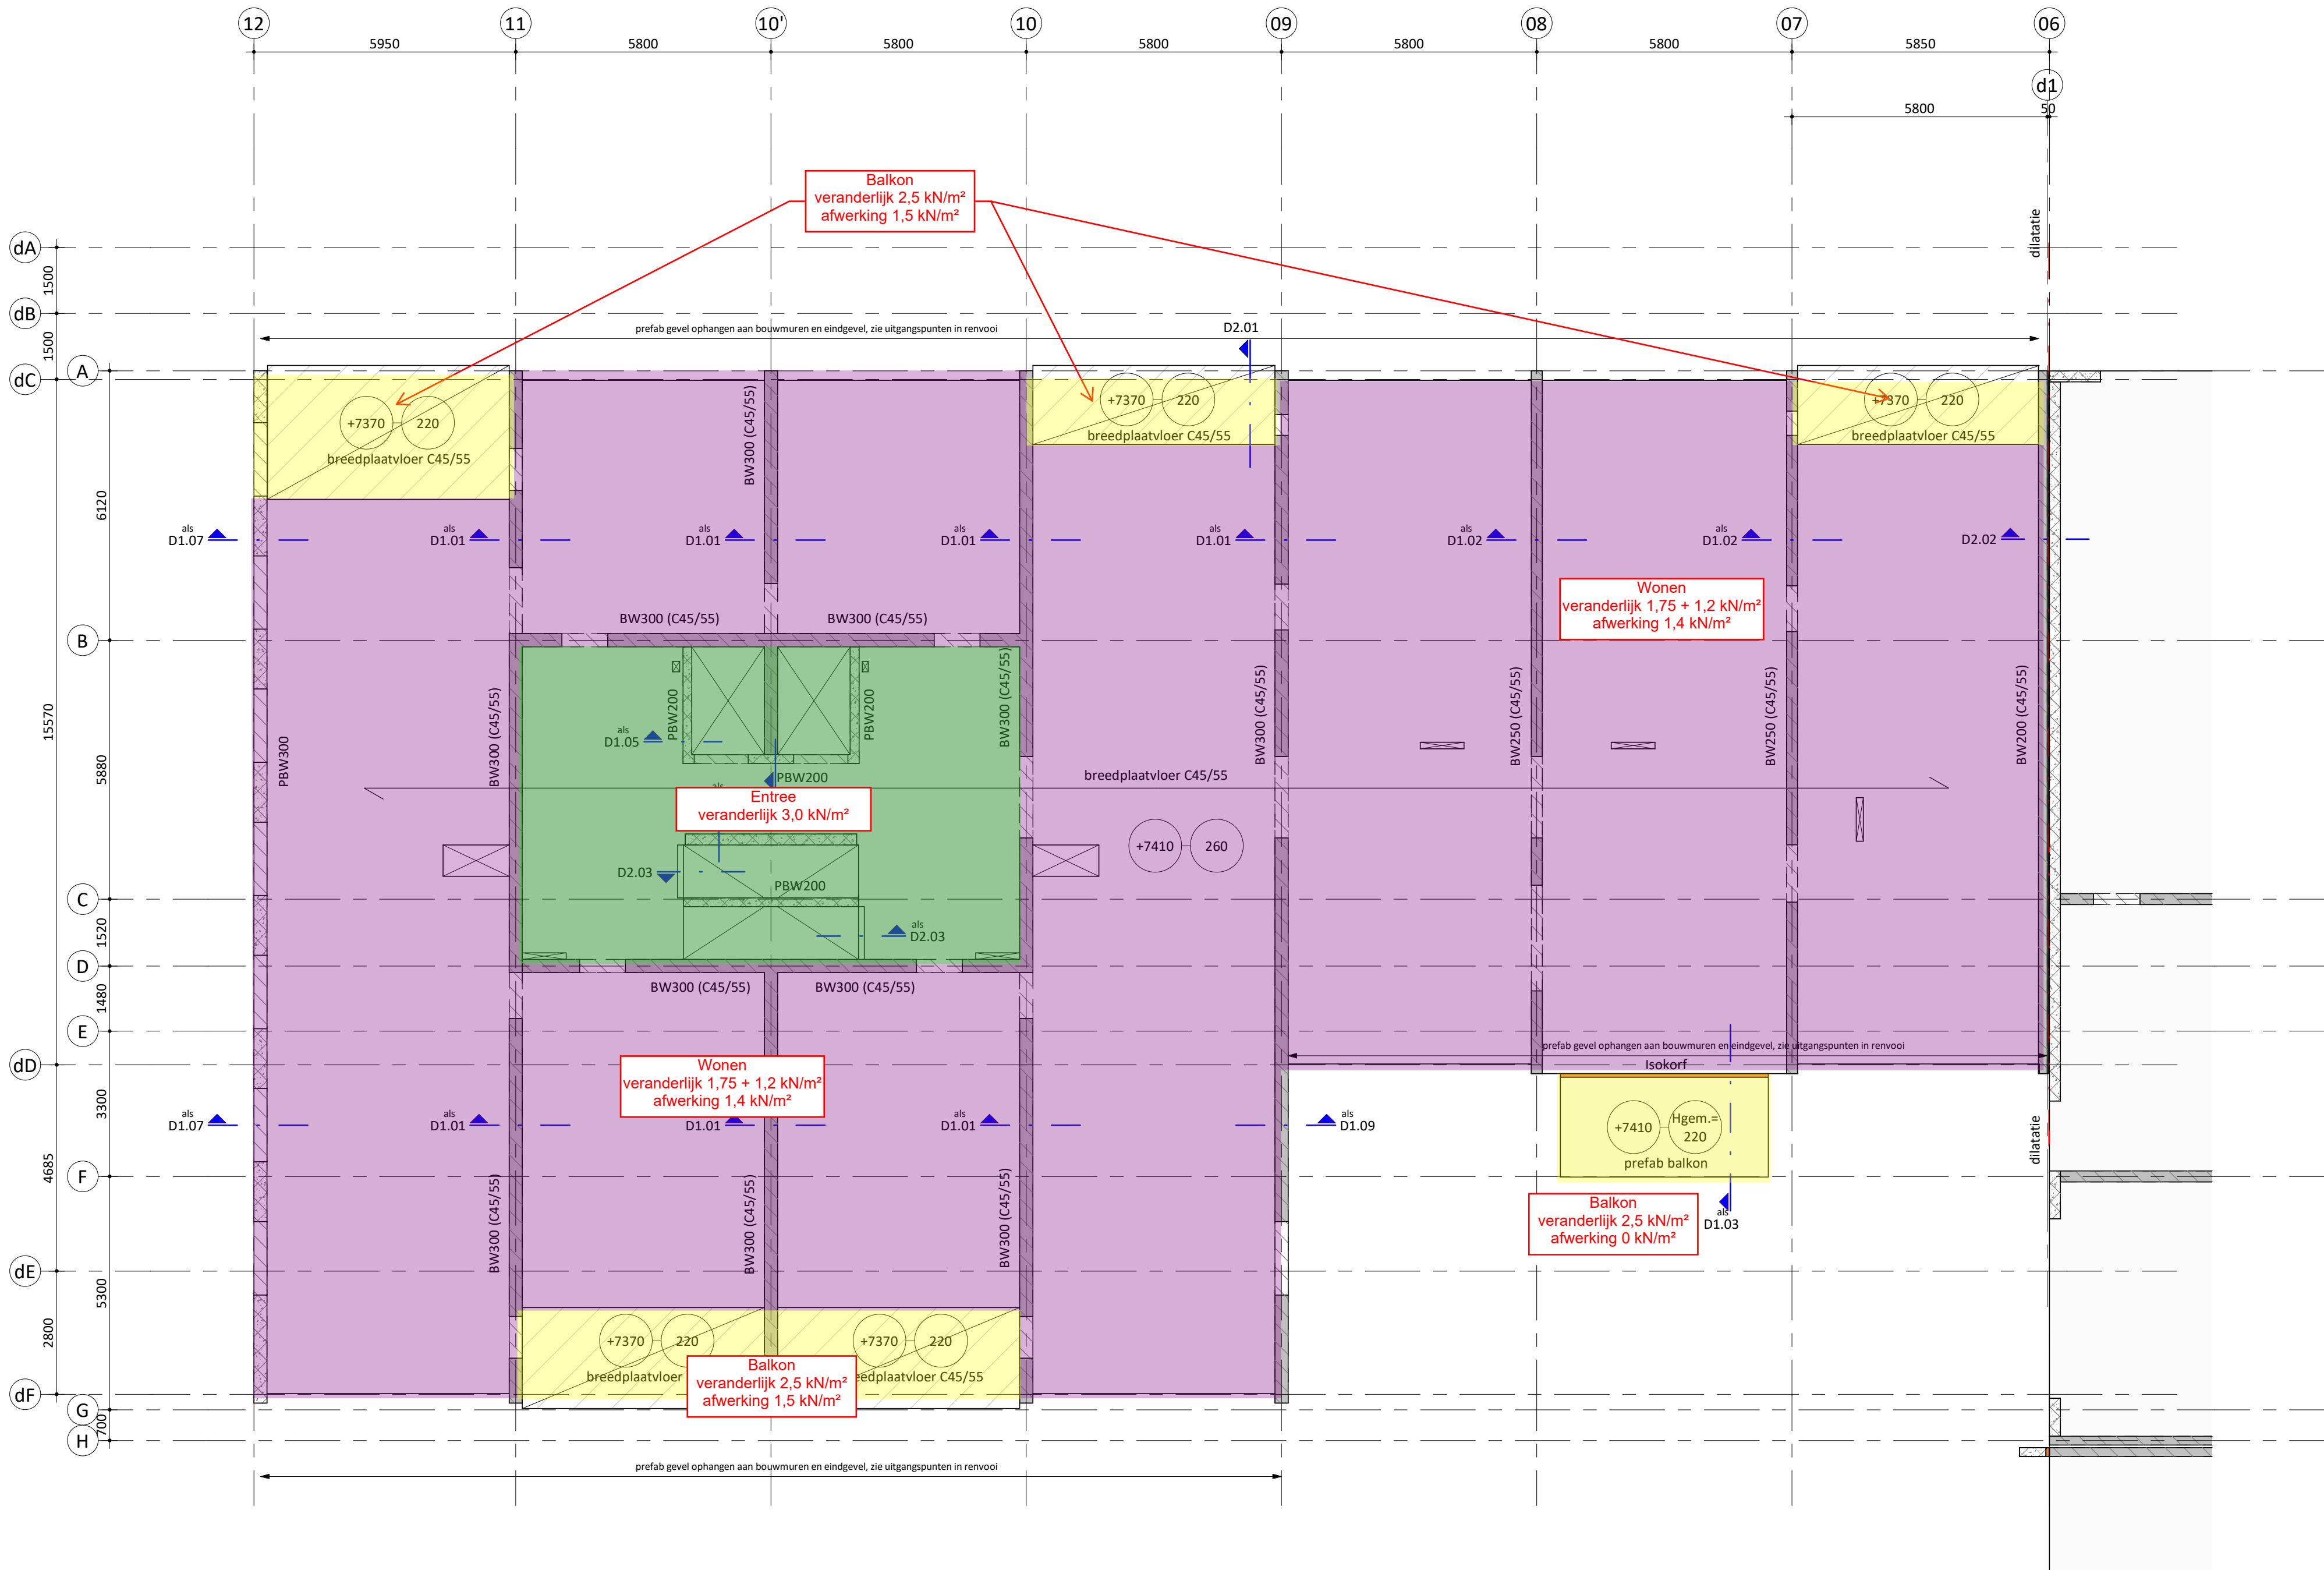 12
11
10'
10
09
08
07
06
5950
5800
5800
5800
5800
5800
5850
d1
5800
50
dilatatie
Balkon
veranderlijk 2,5 kN/m²
afwerking 1,5 kN/m²
dA
1500
dB
1500
dC
A
prefab gevel ophangen aan bouwmuren en eindgevel, zie uitgangspunten in renvooi
D2.01
+7370
220
breedplaatvloer C45/55
+7370
220
breedplaatvloer C45/55
+7370
220
breedplaatvloer C45/55
BW300 (C45/55)
6120
als
D1.07
als
D1.01
als
D1.01
als
D1.01
als
D1.01
als
D1.02
als
D1.02
D2.02
Wonen
veranderlijk 1,75 + 1,2 kN/m²
afwerking 1,4 kN/m²
BW300 (C45/55)
BW300 (C45/55)
B
15570
5880
PBW300
BW300 (C45/55)
PBW200
PBW200
BW300 (C45/55)
BW300 (C45/55)
BW250 (C45/55)
BW250 (C45/55)
BW200 (C45/55)
als
D1.05
PBW200
als
breedplaatvloer C45/55
Entree
veranderlijk 3,0 kN/m²
+7410
260
D2.03
PBW200
C
1520
als
D2.03
D
1480
BW300 (C45/55)
BW300 (C45/55)
E
dD
prefab gevel ophangen aan bouwmuren en eindgevel, zie uitgangspunten in renvooi
Isokorf
Wonen
veranderlijk 1,75 + 1,2 kN/m²
afwerking 1,4 kN/m²
3300
als
D1.07
als
D1.01
D1.01
als
D1.01
als
D1.09
+7410
Hgem.=
220
prefab balkon
dilatatie
4685
F
BW300 (C45/55)
BW300 (C45/55)
BW300 (C45/55)
Balkon
veranderlijk 2,5 kN/m²
afwerking 0 kN/m²
als
D1.03
dE
5300
2800
+7370
220
breedplaatvloer
+7370
220
edplaatvloer C45/55
Balkon
veranderlijk 2,5 kN/m²
afwerking 1,5 kN/m²
dF
G
700
H
prefab gevel ophangen aan bouwmuren en eindgevel, zie uitgangspunten in renvooi